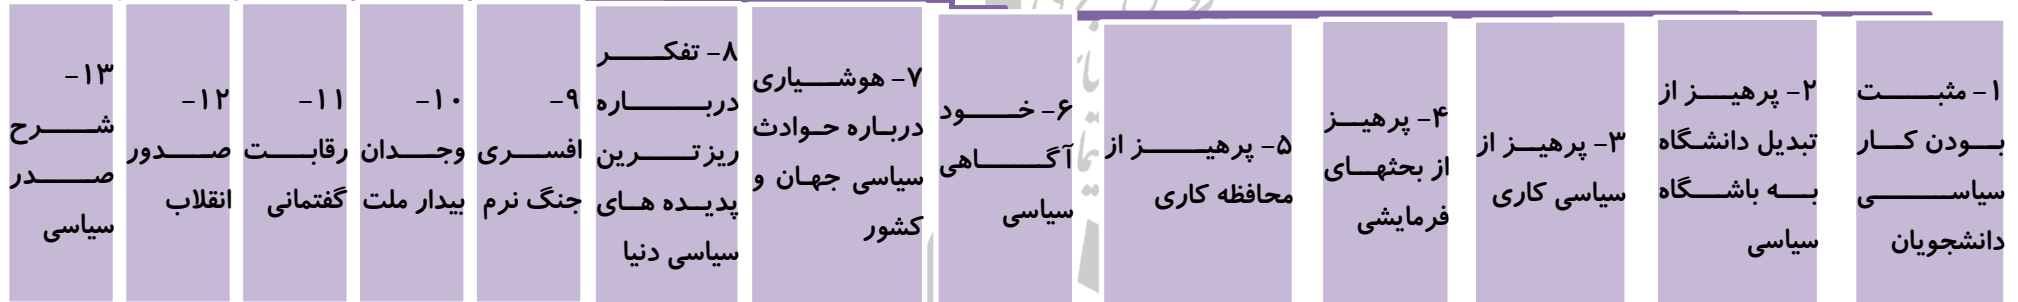 ۱- مثبت
بودن کار
سیاسی
دانشجویان
۲- پرهیز از
تبدیل دانشگاه
به باشگاه
سیاسی
۳- پرهیز از
سیاسی کاری
۴- پرهیز
از بحثهای
فرمایشی
۵- پرهیز از
محافظه کاری
۶- خود
آگاهی
سیاسی
۷- هوشیاری
درباره حوادث
سیاسی جهان و
کشور
۸- تفکر
درباره
ریزترین
پدیده های
سیاسی دنیا
۹-
افسری
جنگ نرم
۱۰-
وجدان
بیدار ملت
۱۱-
رقابت
گفتمانی
۱۲-
صدور
انقلاب
۱۳-
شرح
صدر
سیاسی